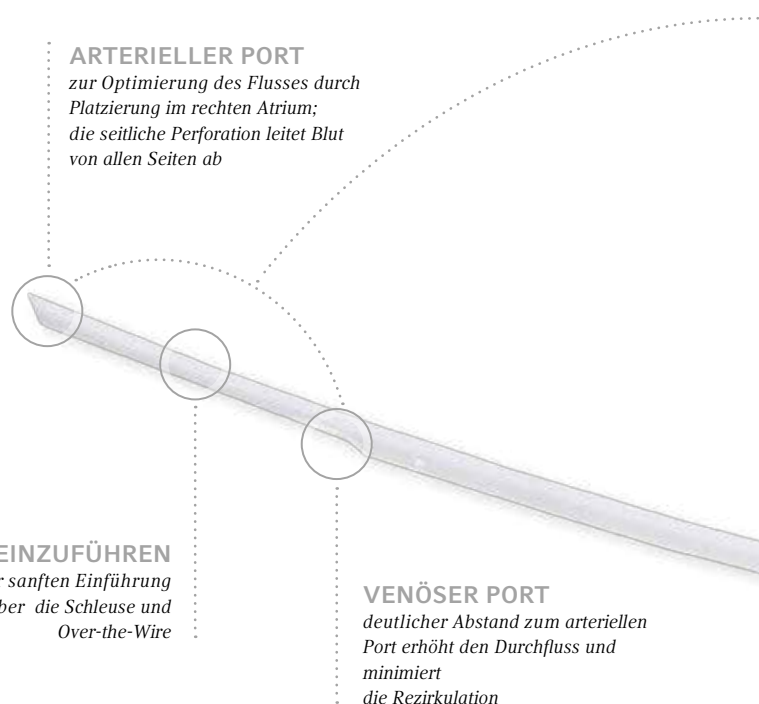 ARTERIELLER PORT
zur Optimierung des Flusses durch
Platzierung im rechten Atrium;
die seitliche Perforation leitet Blut
von allen Seiten ab
EINZUFÜHREN
r sanften Einführung
ber die Schleuse und
Over-the-Wire
VENÖSER PORT
deutlicher Abstand zum arteriellen
Port erhöht den Durchfluss und
minimiert
die Rezirkulation